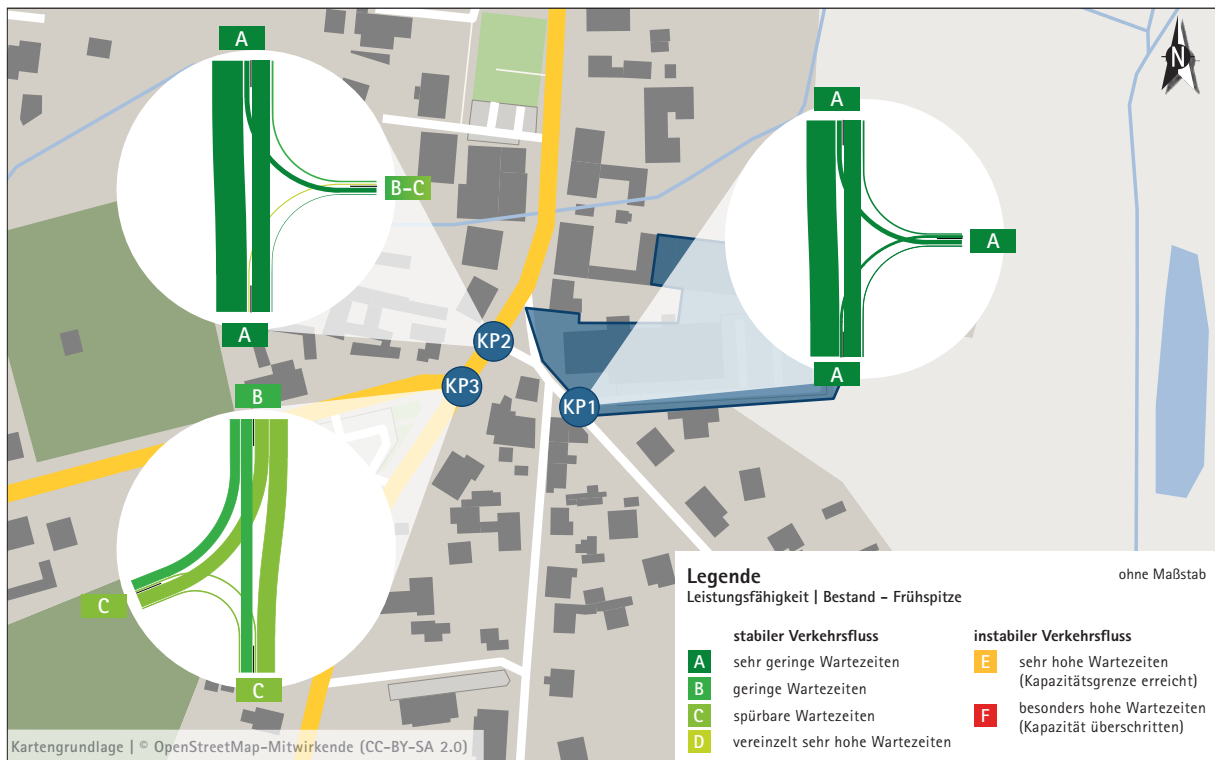 A
A
N
B-C
A
A
A
KP2
KP3
B
KP1
C
C
Legende
ohne Maßstab
Leistungsfähigkeit | Bestand – Frühspitze
stabiler Verkehrsfluss
A sehr geringe Wartezeiten
B geringe Wartezeiten
C spürbare Wartezeiten
D vereinzelt sehr hohe Wartezeiten
instabiler Verkehrsfluss
E sehr hohe Wartezeiten
(Kapazitätsgrenze erreicht)
F besonders hohe Wartezeiten
(Kapazität überschritten)
Kartengrundlage | © OpenStreetMap-Mitwirkende (CC-BY-SA 2.0)